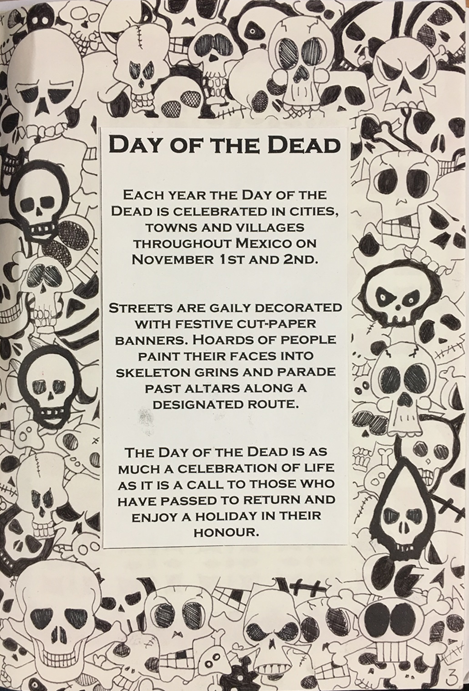 DAY OF THE DEAD
EACH YEAR THE DAY OF THE
DEAD IS CELEBRATED IN CITIES,
TOWNS AND VILLAGES
THROUGHOUT MEXICO ON
NOVEMBER 1ST AND 2ND.
STREETS ARE GAILY DECORATED
WITH FESTIVE CUT-PAPER
BANNERS. HOARDS OF PEOPLE
PAINT THEIR FACES INTO
SKELETON GRINS AND PARADE
PAST ALTARS ALONG A
DESIGNATED ROUTE.
THE DAY OF THE DEAD IS AS
MUCH A CELEBRATION OF LIFE
AS IT IS A CALL TO THOSE WHO
HAVE PASSED TO RETURN AND
ENJOY A HOLIDAY IN THEIR
HONOUR.
3